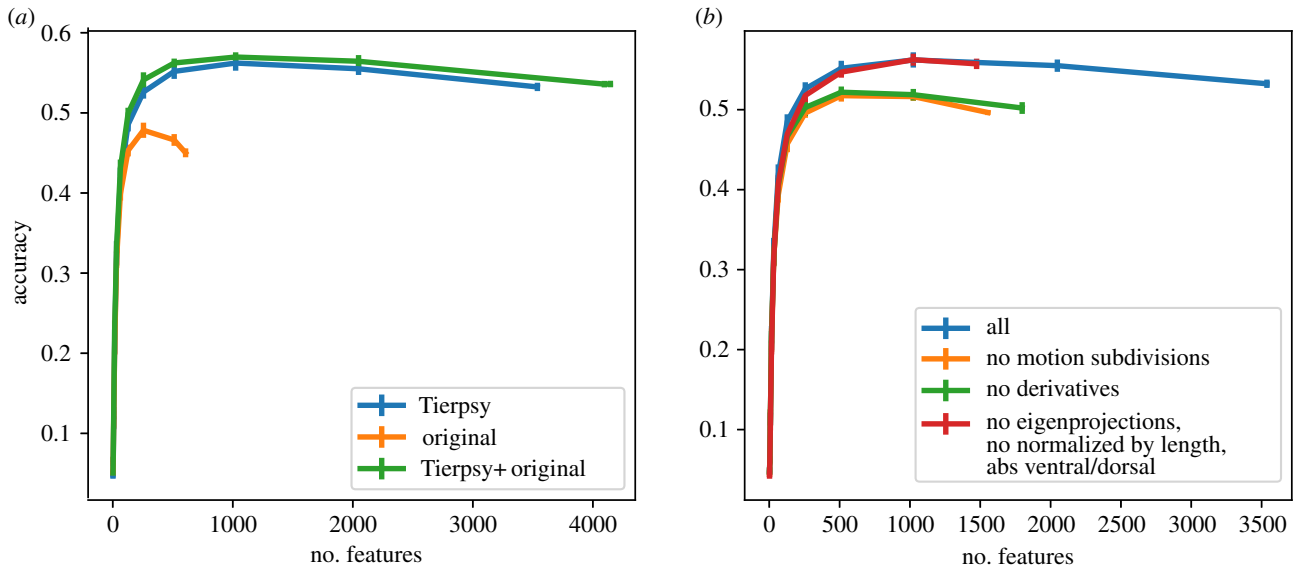 (a)
0.6
0.5
0.4
0.3
0.2
0.1
accuracy
0
1000
2000
3000
4000
no. features
Tierpsy
original
Tierpsy+ original
(b)
0.5
0.4
0.3
0.2
0.1
0
500
1000
1500
2000
2500
3000
3500
no. features
all
no motion subdivisions
no derivatives
no eigenprojections,
no normalized by length,
abs ventral/dorsal